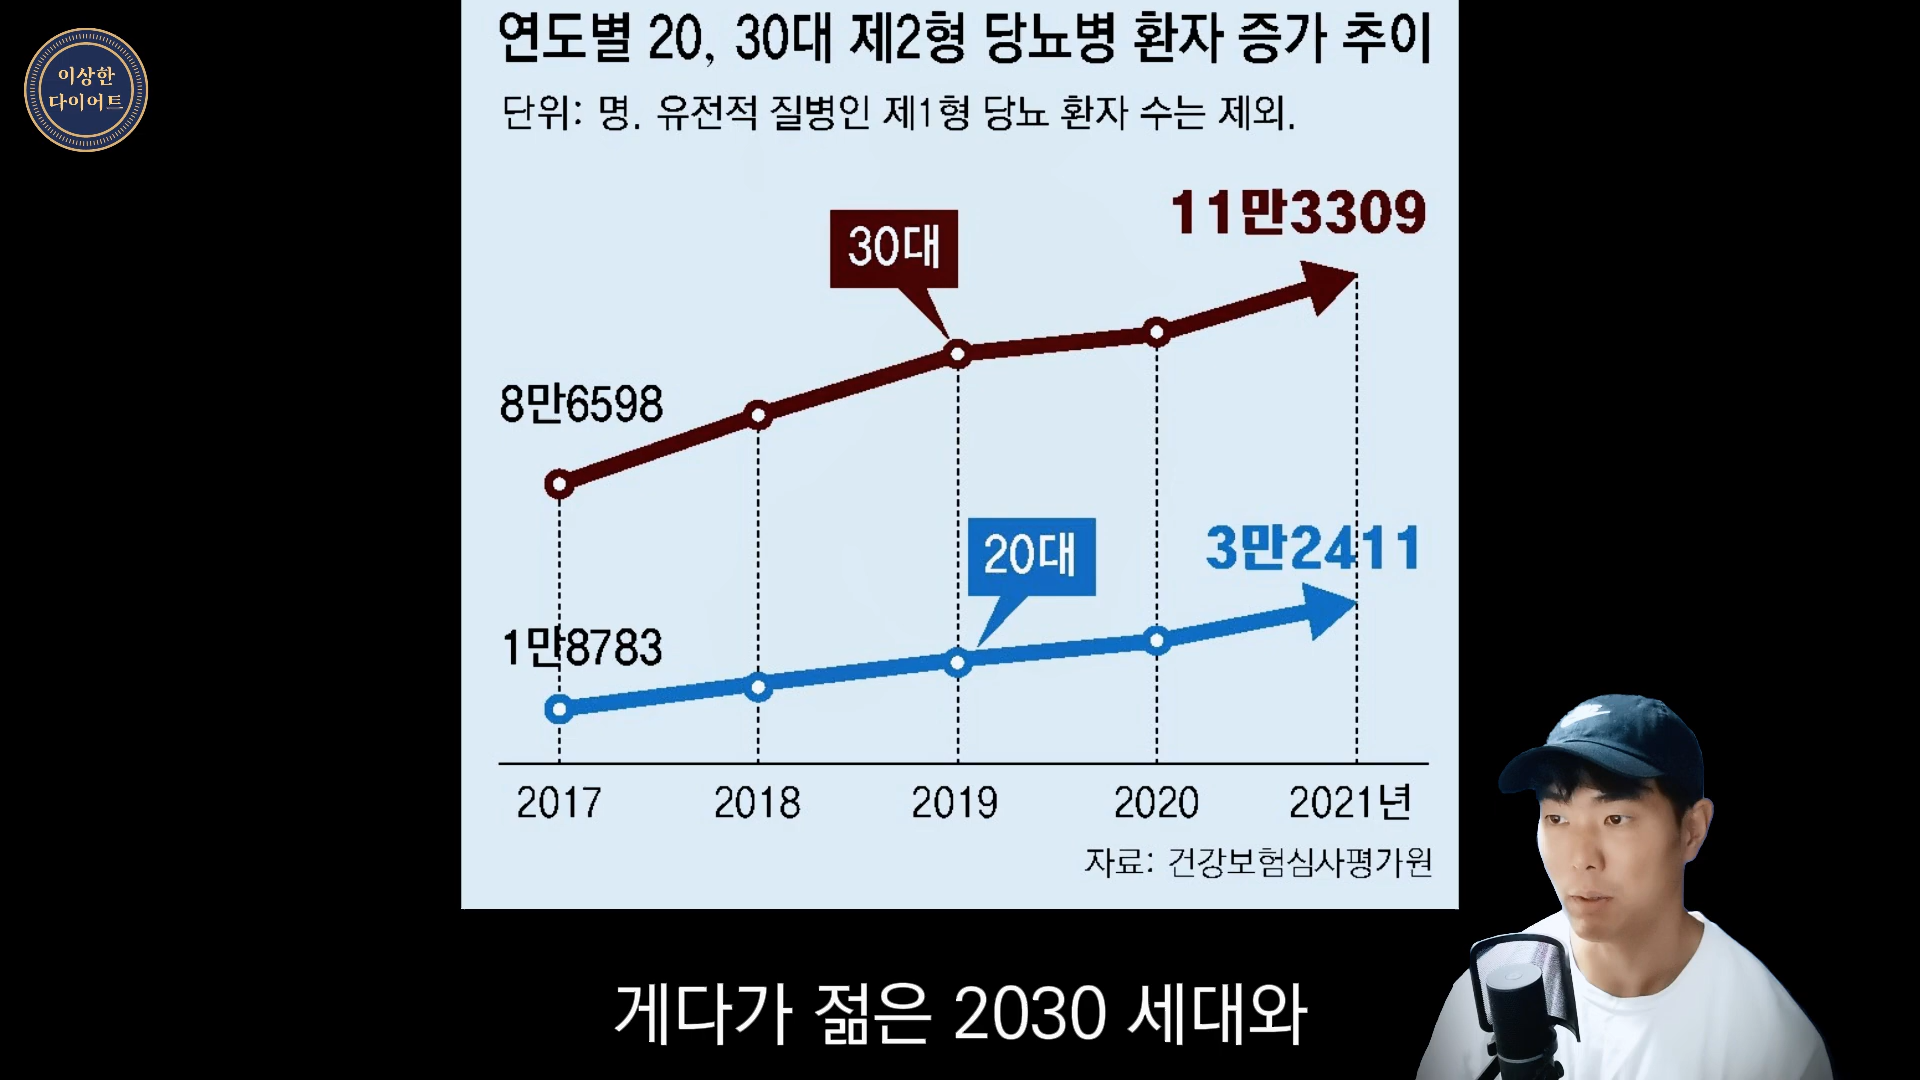 이상한
다이어트
연도별 20, 30대 제2형 당뇨병 환자 증가 추이
단위: 명. 유전적 질병인 제1형 당뇨 환자 수는 제외.
11만3309
30대
8만6598
20대
3만2411
1만8783
2017 2018 2019 2020 2021년
자료: 건강보험심사평가원
게다가 젊은 2030 세대와